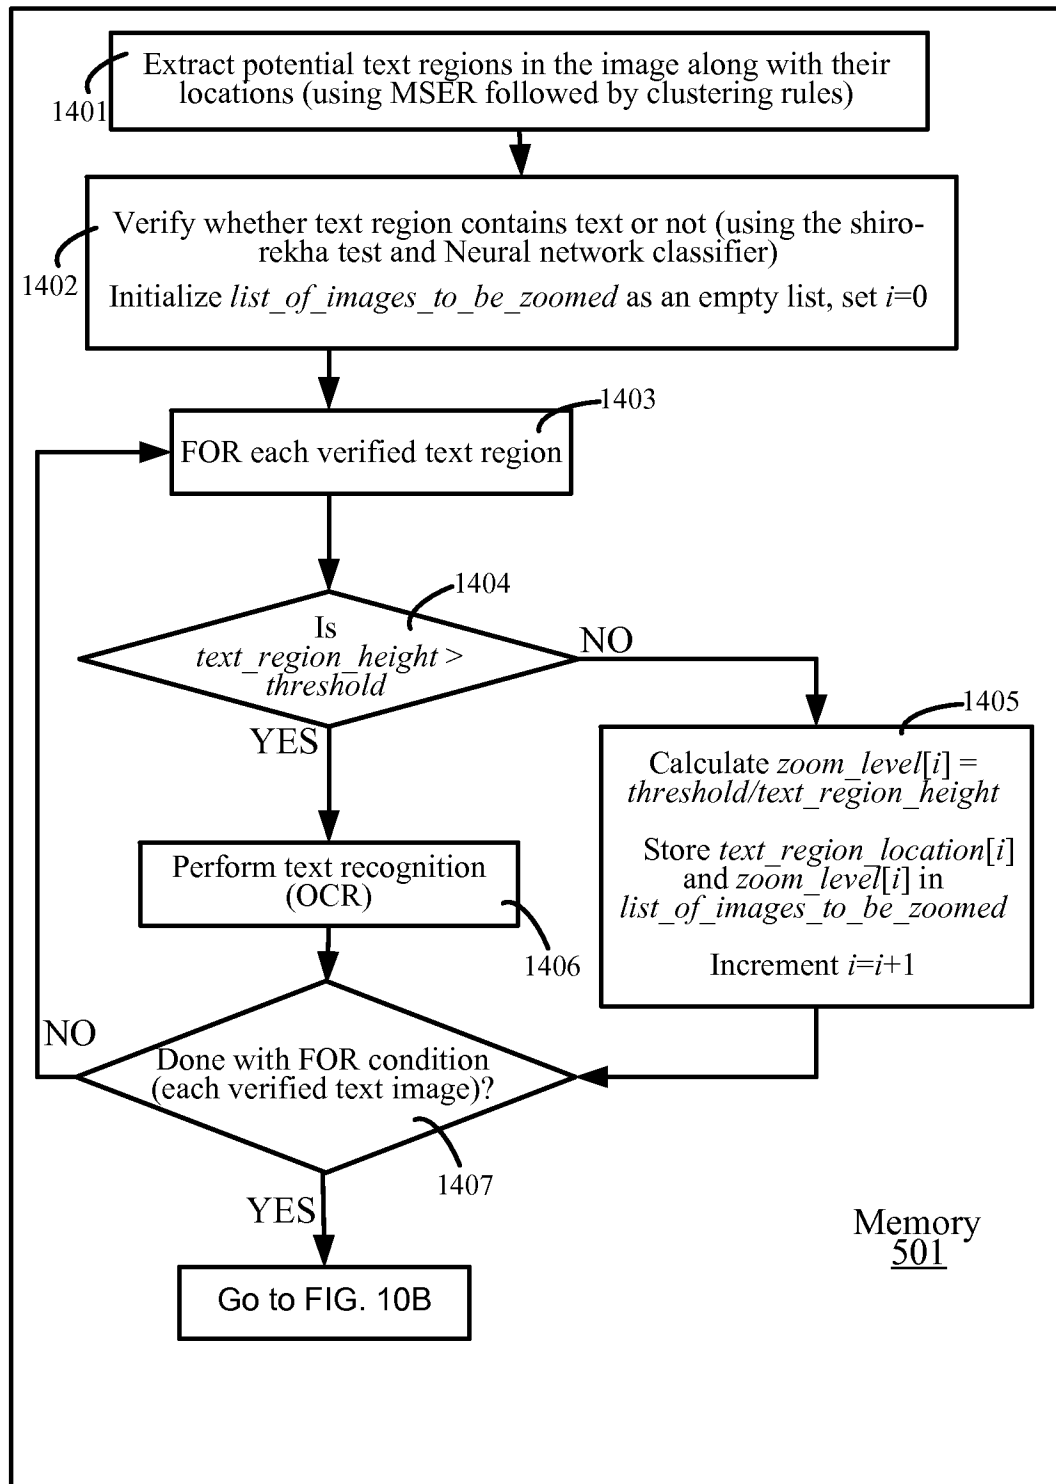 Extract potential text regions in the image along with their
locations (using MSER followed by clustering rules)
1401
Verify whether text region contains text or not (using the shiro-
rekha test and Neural network classifier)
Initialize list_of_images_to_be_zoomed as an empty list, set i=0
1402
1403
FOR each verified text region
1404
Is
text_region_height >
threshold
NO
YES
1405
Calculate zoom_level[i] =
threshold/text_region_height
Store text_region_location[i]
and zoom_level[i] in
list_of_images_to_be_zoomed
Increment i=i+1
Perform text recognition
(OCR)
1406
NO
Done with FOR condition
(each verified text image)?
1407
YES
Go to FIG. 10B
Memory
501